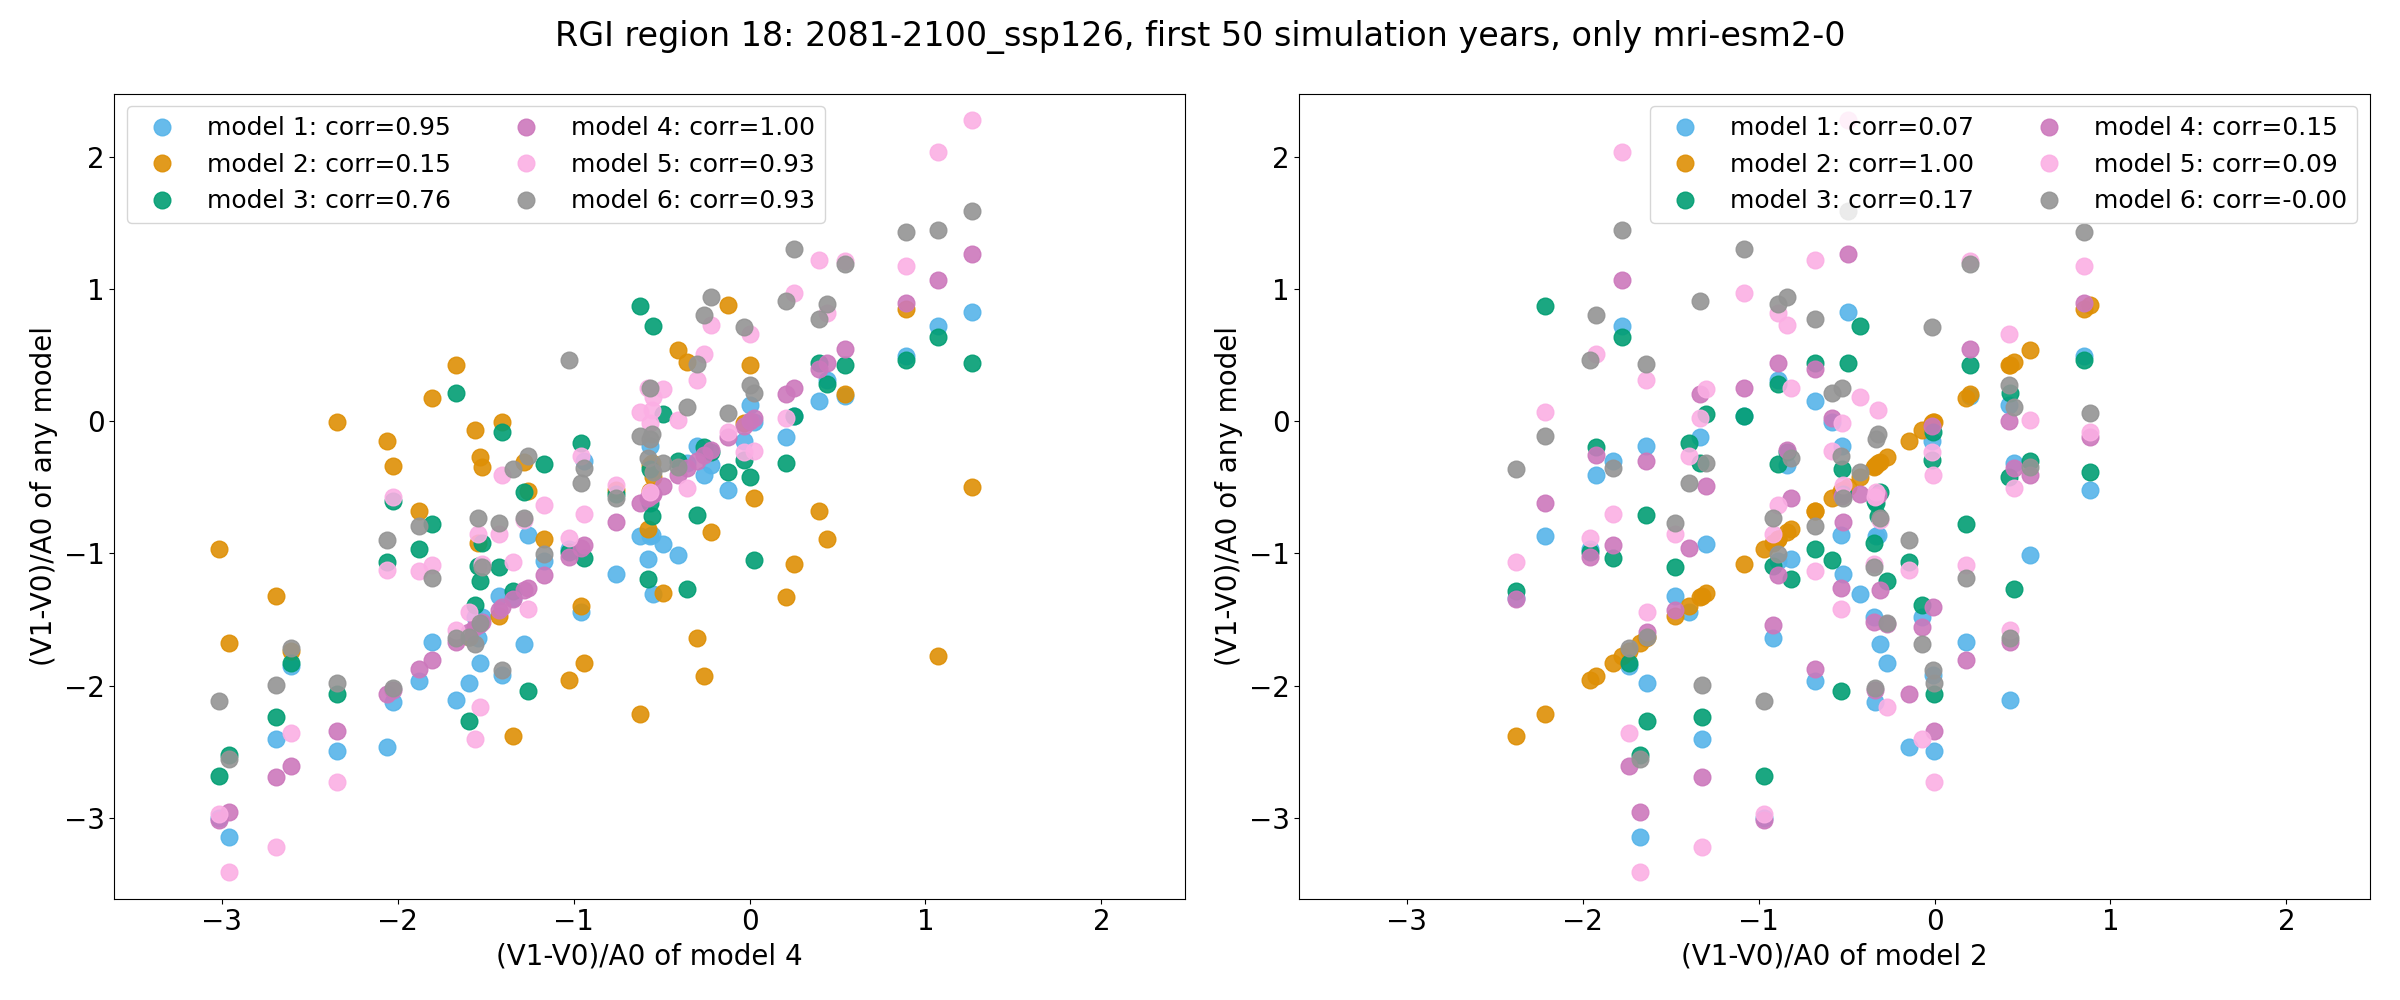 RGI region 18: 2081-2100_ssp126, first 50 simulation years, only mri-esm2-0
model 1: corr=0.95
model 2: corr=0.15
model 3: corr=0.76
model 4: corr=1.00
model 5: corr=0.93
model 6: corr=0.93
(V1-V0)/A0 of any model
2
1
0
−1
−2
−3
−3 −2 −1 0 1 2
(V1-V0)/A0 of model 4
model 1: corr=0.07
model 2: corr=1.00
model 3: corr=0.17
model 4: corr=0.15
model 5: corr=0.09
model 6: corr=-0.00
(V1-V0)/A0 of any model
2
1
0
−1
−2
−3
−3 −2 −1 0 1 2
(V1-V0)/A0 of model 2